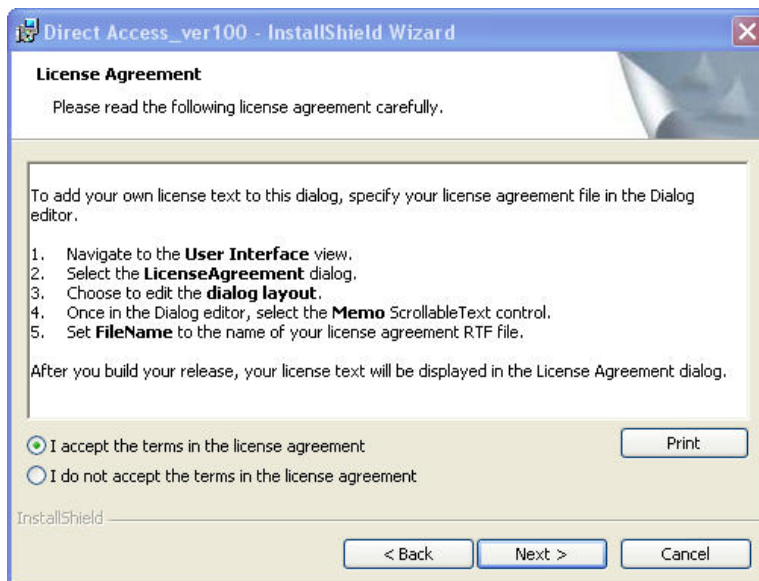 Direct Access_ver100 - InstallShield Wizard
License Agreement
Please read the following license agreement carefully.
To add your own license text to this dialog, specify your license agreement file in the Dialog
editor.
1. Navigate to the User Interface view.
2. Select the LicenseAgreement dialog.
3. Choose to edit the dialog layout.
4. Once in the Dialog editor, select the Memo ScrollableText control.
5. Set FileName to the name of your license agreement RTF file.
After you build your release, your license text will be displayed in the License Agreement dialog.
I accept the terms in the license agreement
Print
I do not accept the terms in the license agreement
InstallShield
< Back
Next >
Cancel